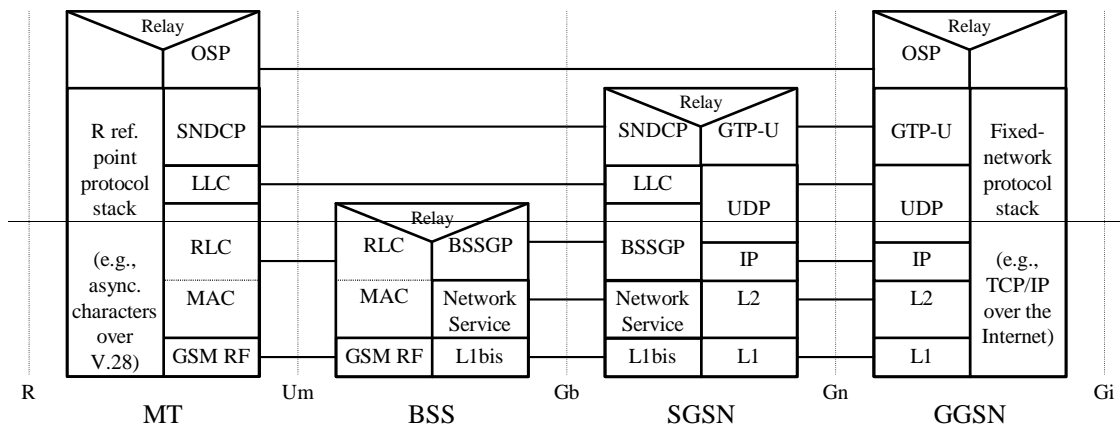 Relay
OSP
R ref.
point
protocol
stack
(e.g.,
async.
characters
over
V.28)
SNDCP
LLC
RLC
MAC
GSM RF
Relay
RLC
BSSGP
MAC
Network
Service
GSM RF
L1bis
Relay
SNDCP
GTP-U
LLC
UDP
BSSGP
IP
Network
Service
L2
L1bis
L1
Relay
OSP
GTP-U
UDP
IP
L2
L1
Fixed-
network
protocol
stack
(e.g.,
TCP/IP
over the
Internet)
R
Um
Gb
Gn
Gi
MT
BSS
SGSN
GGSN